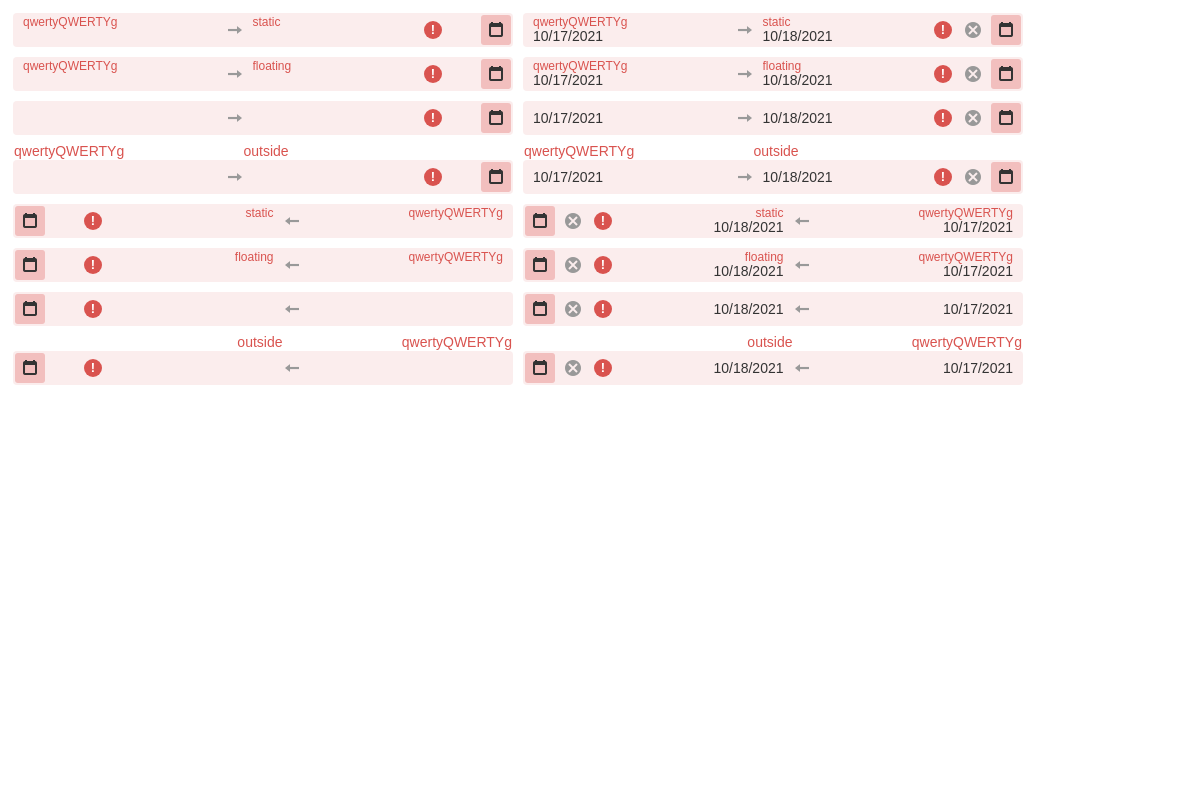 qwertyQWERTYg static qwertyQWERTYg static
10/17/2021 10/18/2021
qwertyQWERTYg floating qwertyQWERTYg floating
10/17/2021 10/18/2021
10/17/2021 10/18/2021
qwertyQWERTYg outside qwertyQWERTYg outside
10/17/2021 10/18/2021
static qwertyQWERTYg static qwertyQWERTYg
10/18/2021 10/17/2021
floating qwertyQWERTYg floating qwertyQWERTYg
10/18/2021 10/17/2021
10/18/2021 10/17/2021
outside qwertyQWERTYg outside qwertyQWERTYg
10/18/2021 10/17/2021